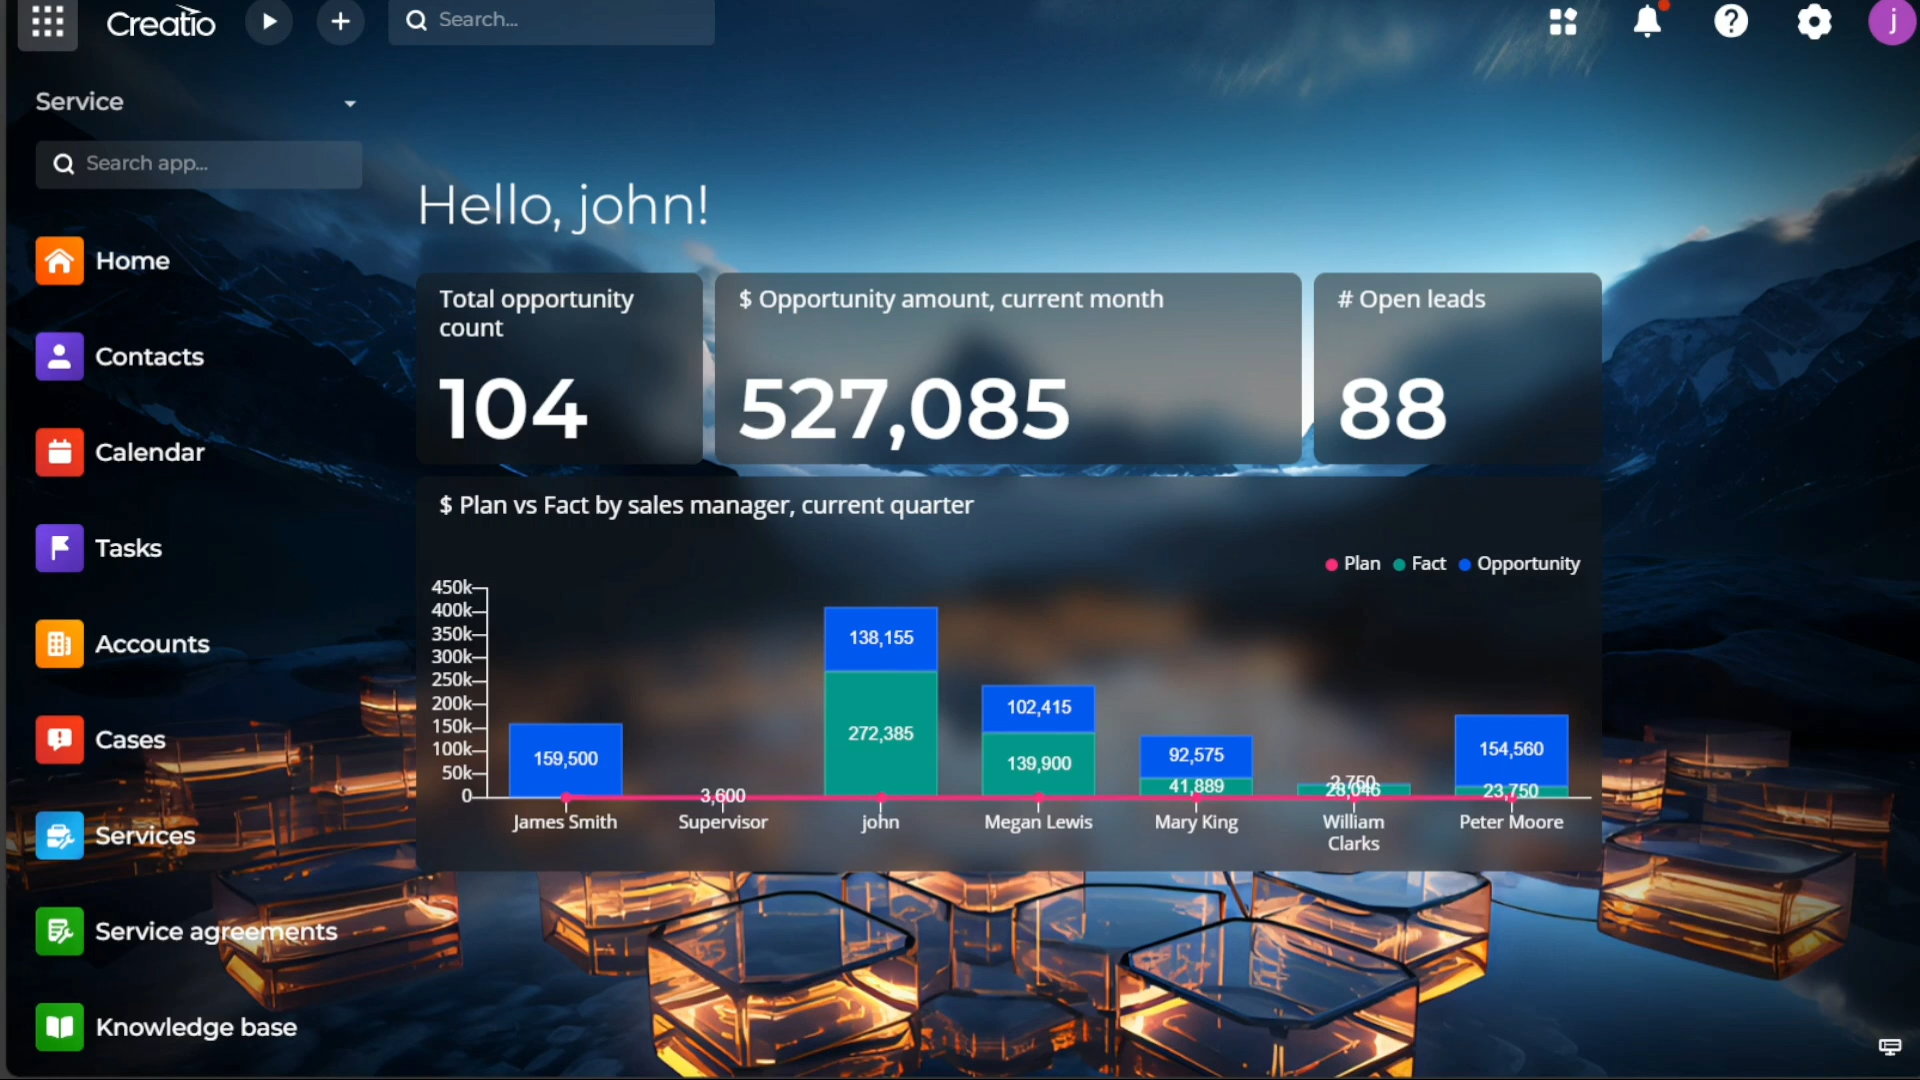 Creatio
Search...
j
Service
Search app...
Home
Contacts
Calendar
Tasks
Accounts
Cases
Services
Service agreements
Knowledge base
Hello, john!
Total opportunity
count
104
$ Opportunity amount, current month
527,085
# Open leads
88
$ Plan vs Fact by sales manager, current quarter
Plan
Fact
Opportunity
450k
400k
350k
300k
250k
200k
150k
100k
50k
0
159,500
3,600
138,155
272,385
102,415
139,900
92,575
41,889
2,750
28,046
154,560
23,750
James Smith
Supervisor
john
Megan Lewis
Mary King
William
Clarks
Peter Moore